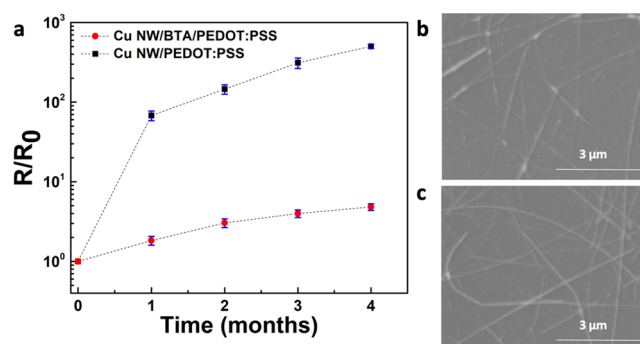 a
Cu NW/BTA/PEDOT:PSS
Cu NW/PEDOT:PSS
R/R0
10³
10²
10¹
10⁰
0 1 2 3 4
Time (months)
b
3 µm
c
3 µm